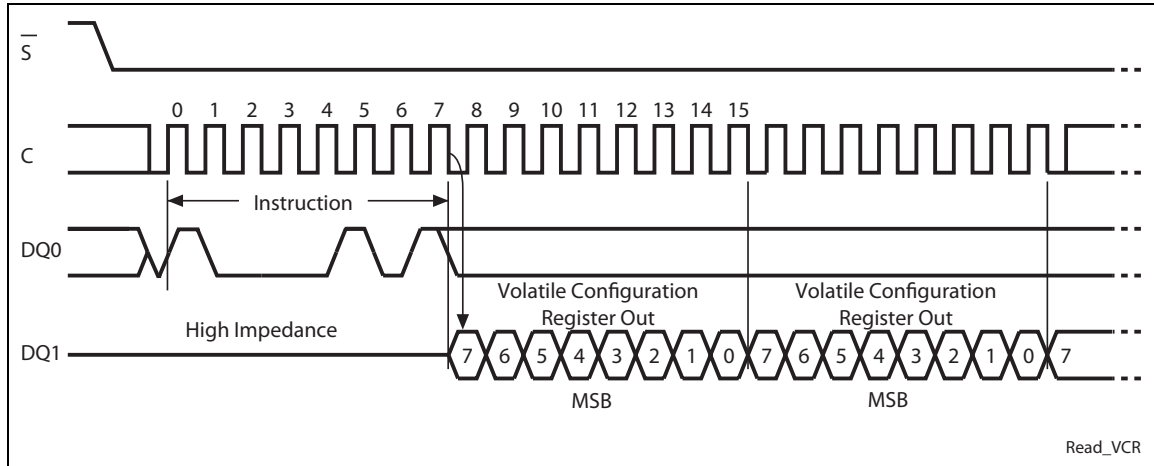 S
0 1 2 3 4 5 6 7 8 9 10 11 12 13 14 15
C
Instruction
DQ0
Volatile Configuration
Register Out
Volatile Configuration
Register Out
High Impedance
DQ1
7 6 5 4 3 2 1 0 7 6 5 4 3 2 1 0 7
MSB
MSB
Read_VCR